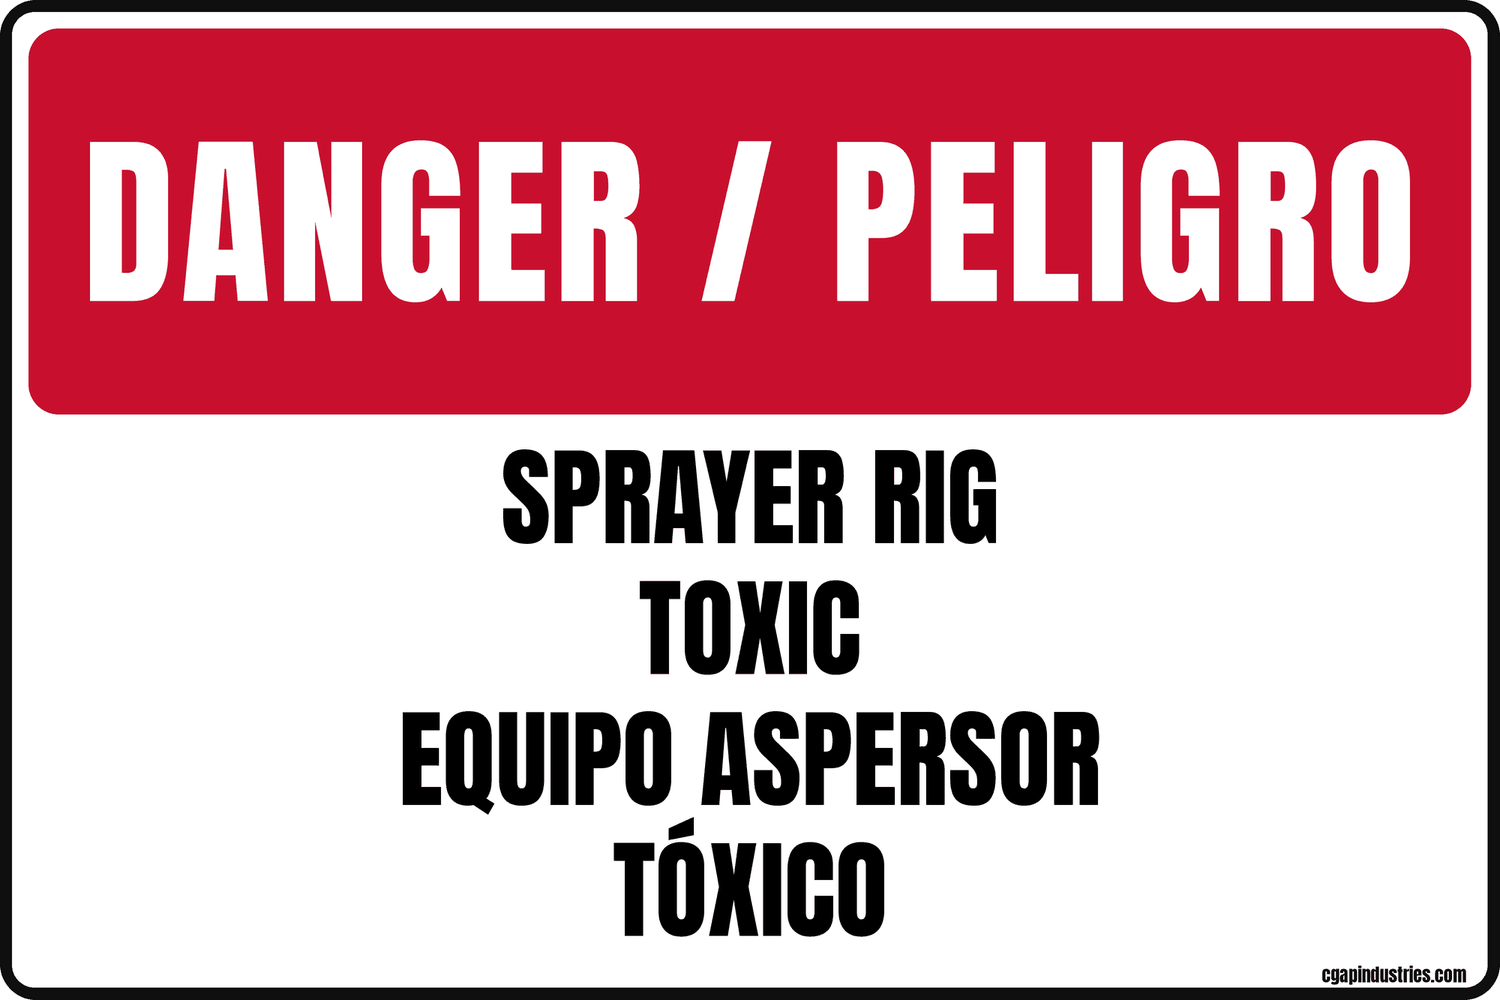 DANGER / PELIGRO
SPRAYER RIG
TOXIC
EQUIPO ASPERSOR
TÓXICO
cgapindustries.com